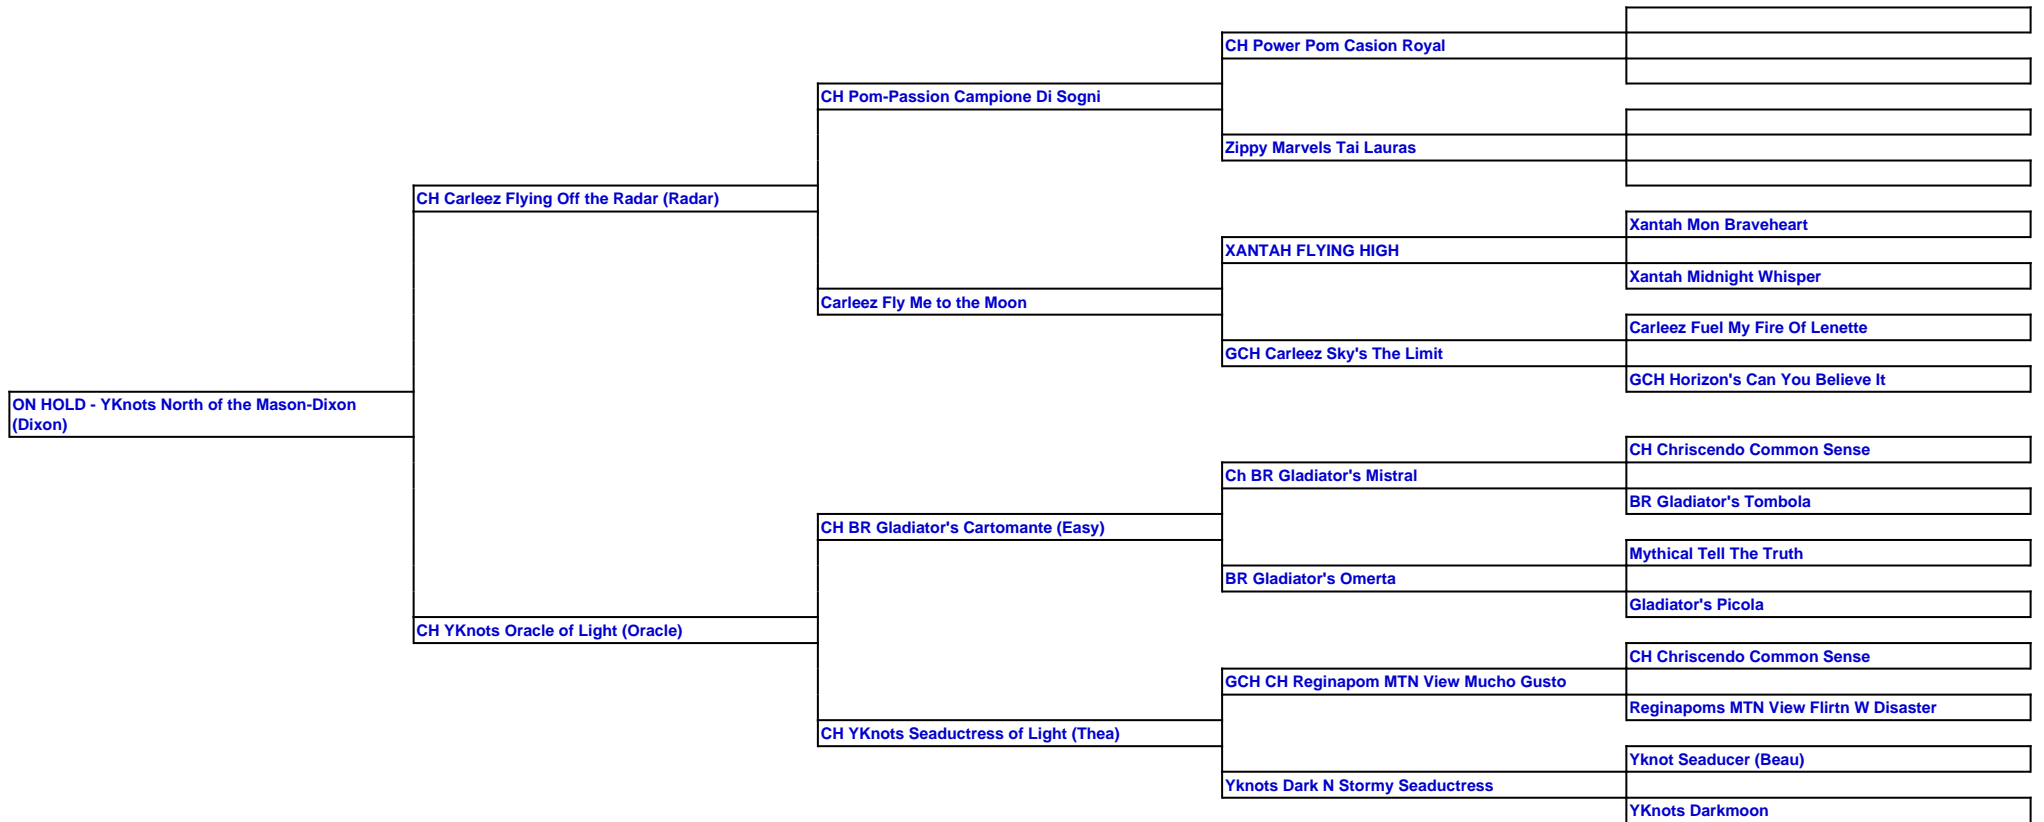 CH Power Pom Casion Royal
CH Pom-Passion Campione Di Sogni
Zippy Marvels Tai Lauras
CH Carleez Flying Off the Radar (Radar)
Xantah Mon Braveheart
XANTAH FLYING HIGH
Xantah Midnight Whisper
Carleez Fly Me to the Moon
Carleez Fuel My Fire Of Lenette
GCH Carleez Sky's The Limit
GCH Horizon's Can You Believe It
ON HOLD - YKnots North of the Mason-Dixon
(Dixon)
CH Chriscendo Common Sense
Ch BR Gladiator's Mistral
BR Gladiator's Tombola
CH BR Gladiator's Cartomante (Easy)
Mythical Tell The Truth
BR Gladiator's Omerta
Gladiator's Picola
CH YKnots Oracle of Light (Oracle)
CH Chriscendo Common Sense
GCH CH Reginapom MTN View Mucho Gusto
Reginapoms MTN View Flirtn W Disaster
CH YKnots Seaductress of Light (Thea)
Yknot Seaducer (Beau)
Yknots Dark N Stormy Seaductress
YKnots Darkmoon